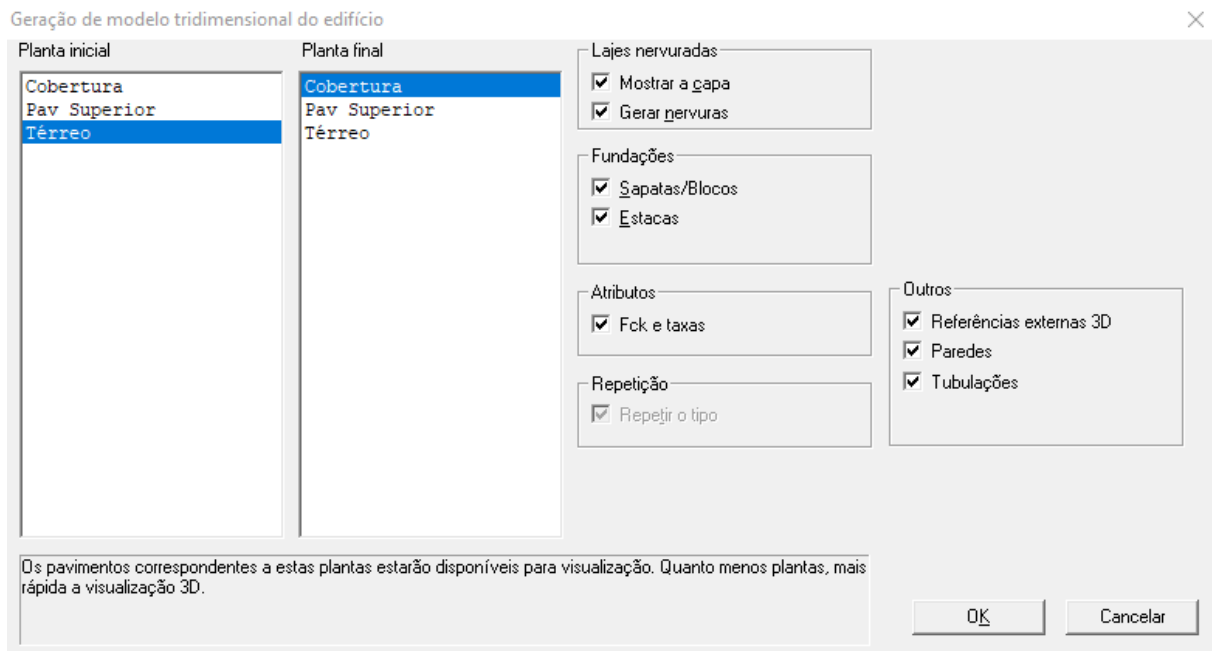 Geração de modelo tridimensional do edifício
Planta inicial
Cobertura
Pav Superior
Térreo
Planta final
Cobertura
Pav Superior
Térreo
Lajes nervuradas
Mostrar a capa
Gerar nervuras
Fundações
Sapatas/Blocos
Estacas
Atributos
Fck e taxas
Repetição
Repetir o tipo
Outros
Referências externas 3D
Paredes
Tubulações
Os pavimentos correspondentes a estas plantas estarão disponíveis para visualização. Quanto menos plantas, mais
rápida a visualização 3D.
OK
Cancelar